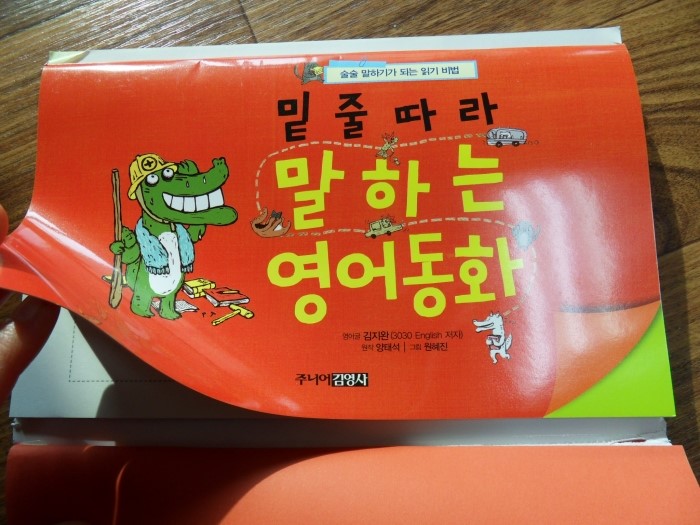 술술 말하기가 되는 읽기 비법
밑줄 따라
말하는
영어동화
영어글 김지완(3030 English 저자)
원작 양태석 | 그림 원혜진
주니어김영사